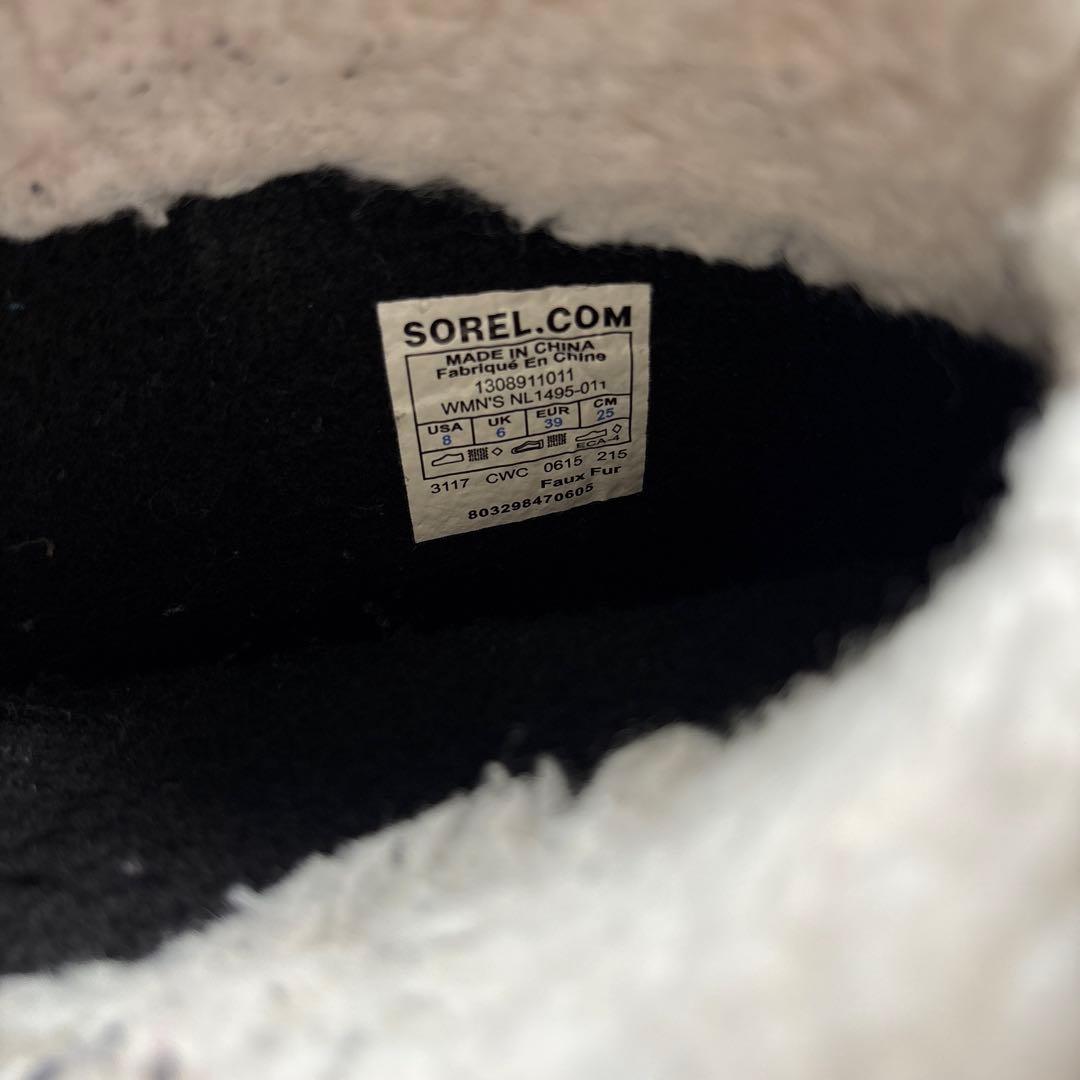 SOREL.COM
MADE IN CHINA
Fabriqué En Chine
1308911011
WMN'S NL1495-011
USA UK EUR CM
8 6 39 25
ECA-4
3117 CWC 0615 215
Faux Fur
803298470605